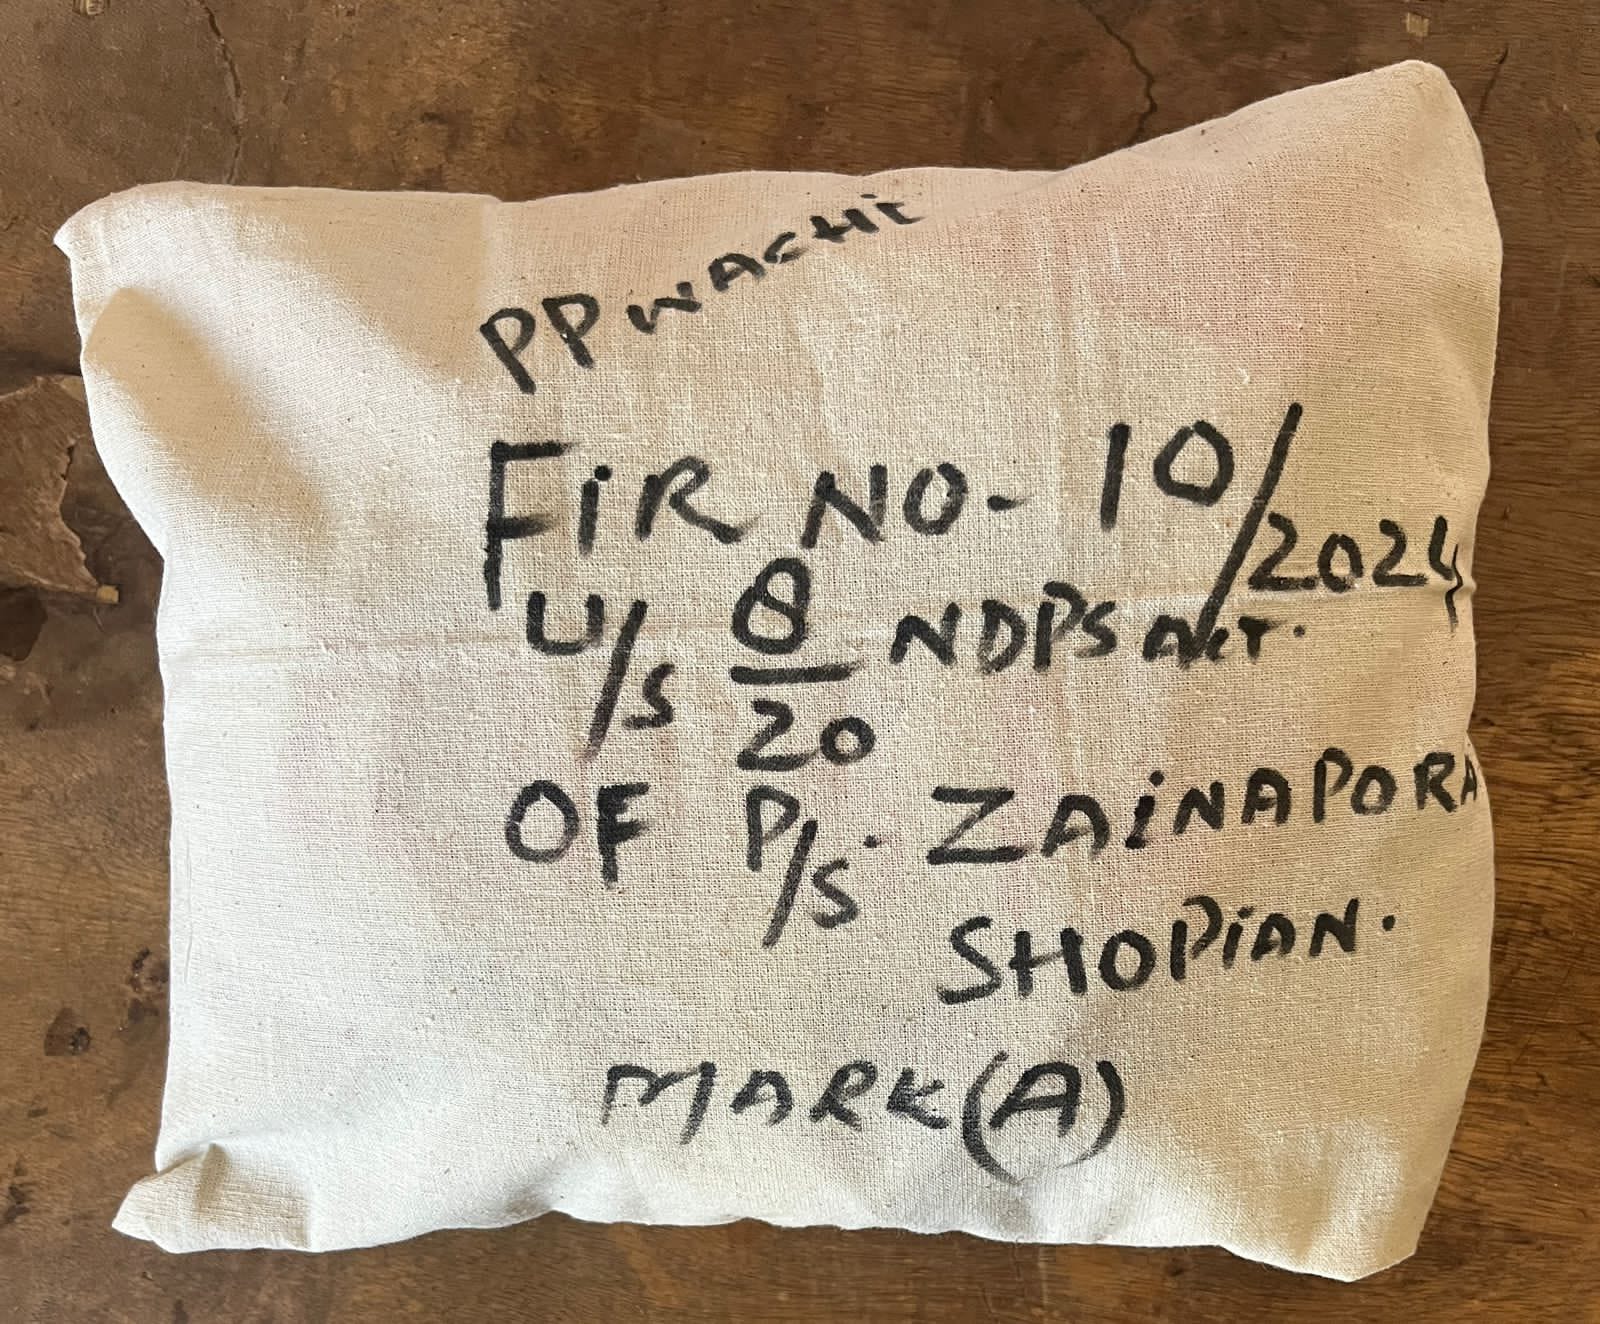 PP WACHI
FiR NO- 10/2024
U/S 8/20 NDPS ACT.
OF P/S. ZAiNAPORA
SHOPiAN.
MARK(A)